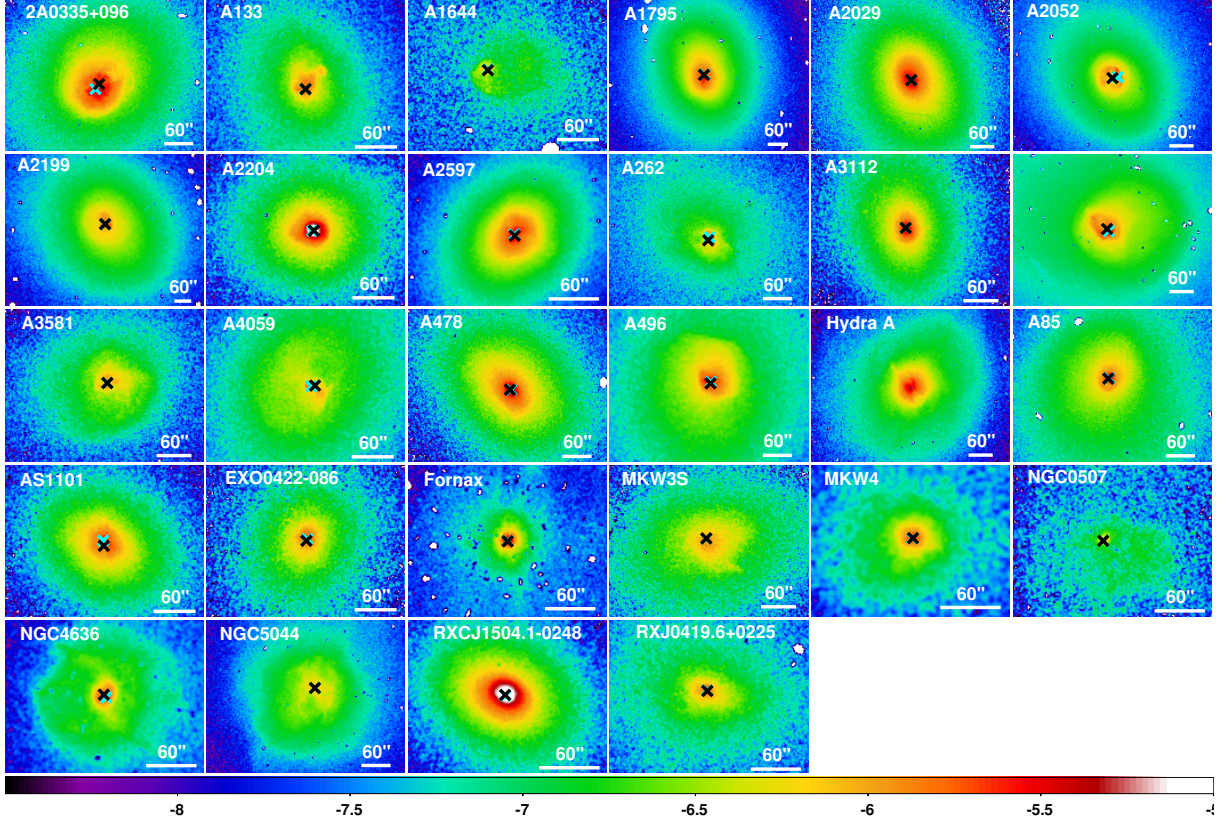 2A0335+096 A133 A1644 A1795 A2029 A2052
60" 60" 60" 60" 60" 60"
A2199 A2204 A2597 A262 A3112
60" 60" 60" 60" 60" 60"
A3581 A4059 A478 A496 Hydra A A85
60" 60" 60" 60" 60" 60"
AS1101 EXO0422-086 Fornax MKW3S MKW4 NGC0507
60" 60" 60" 60" 60" 60"
NGC4636 NGC5044 RXCJ1504.1-0248 RXJ0419.6+0225
60" 60" 60" 60"
-8 -7.5 -7 -6.5 -6 -5.5